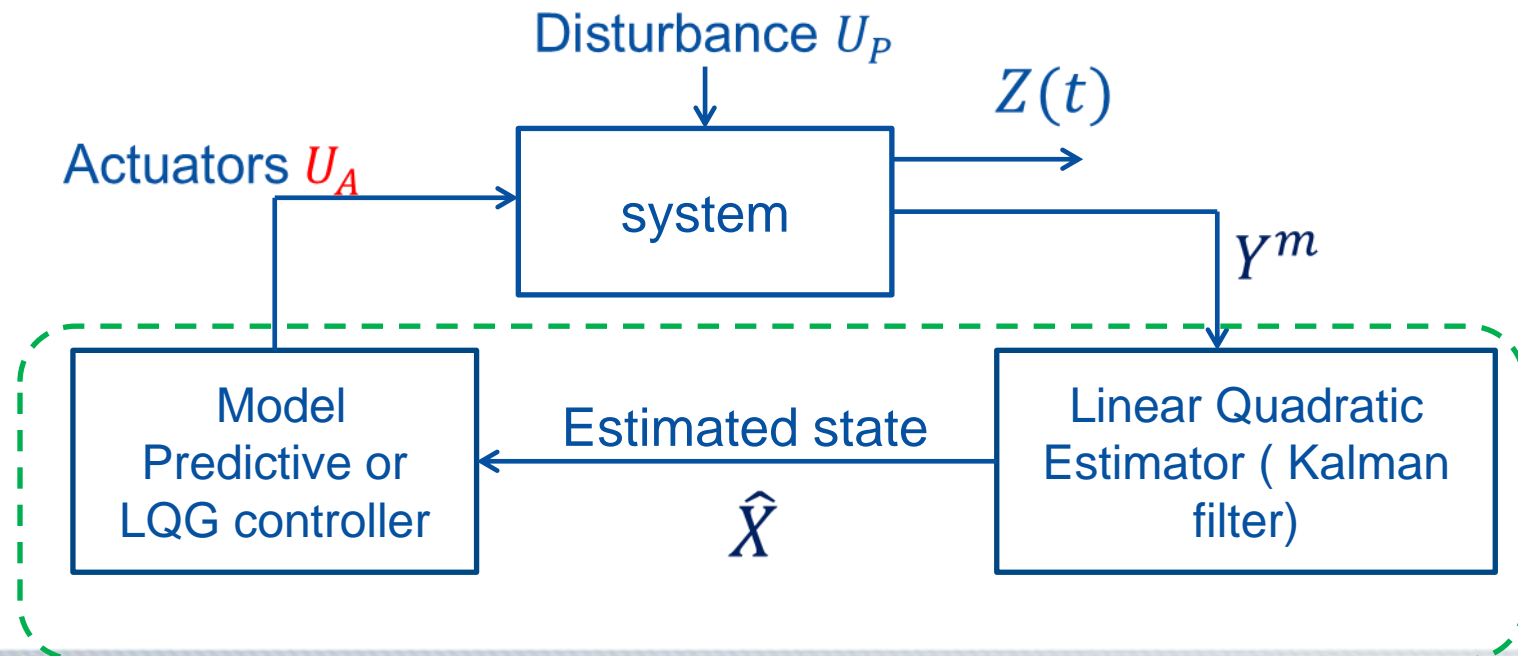 Disturbance U_P
Z(t)
Actuators U_A
system
Y^m
Model
Predictive or
LQG controller
Estimated state
X̂
Linear Quadratic
Estimator ( Kalman
filter)